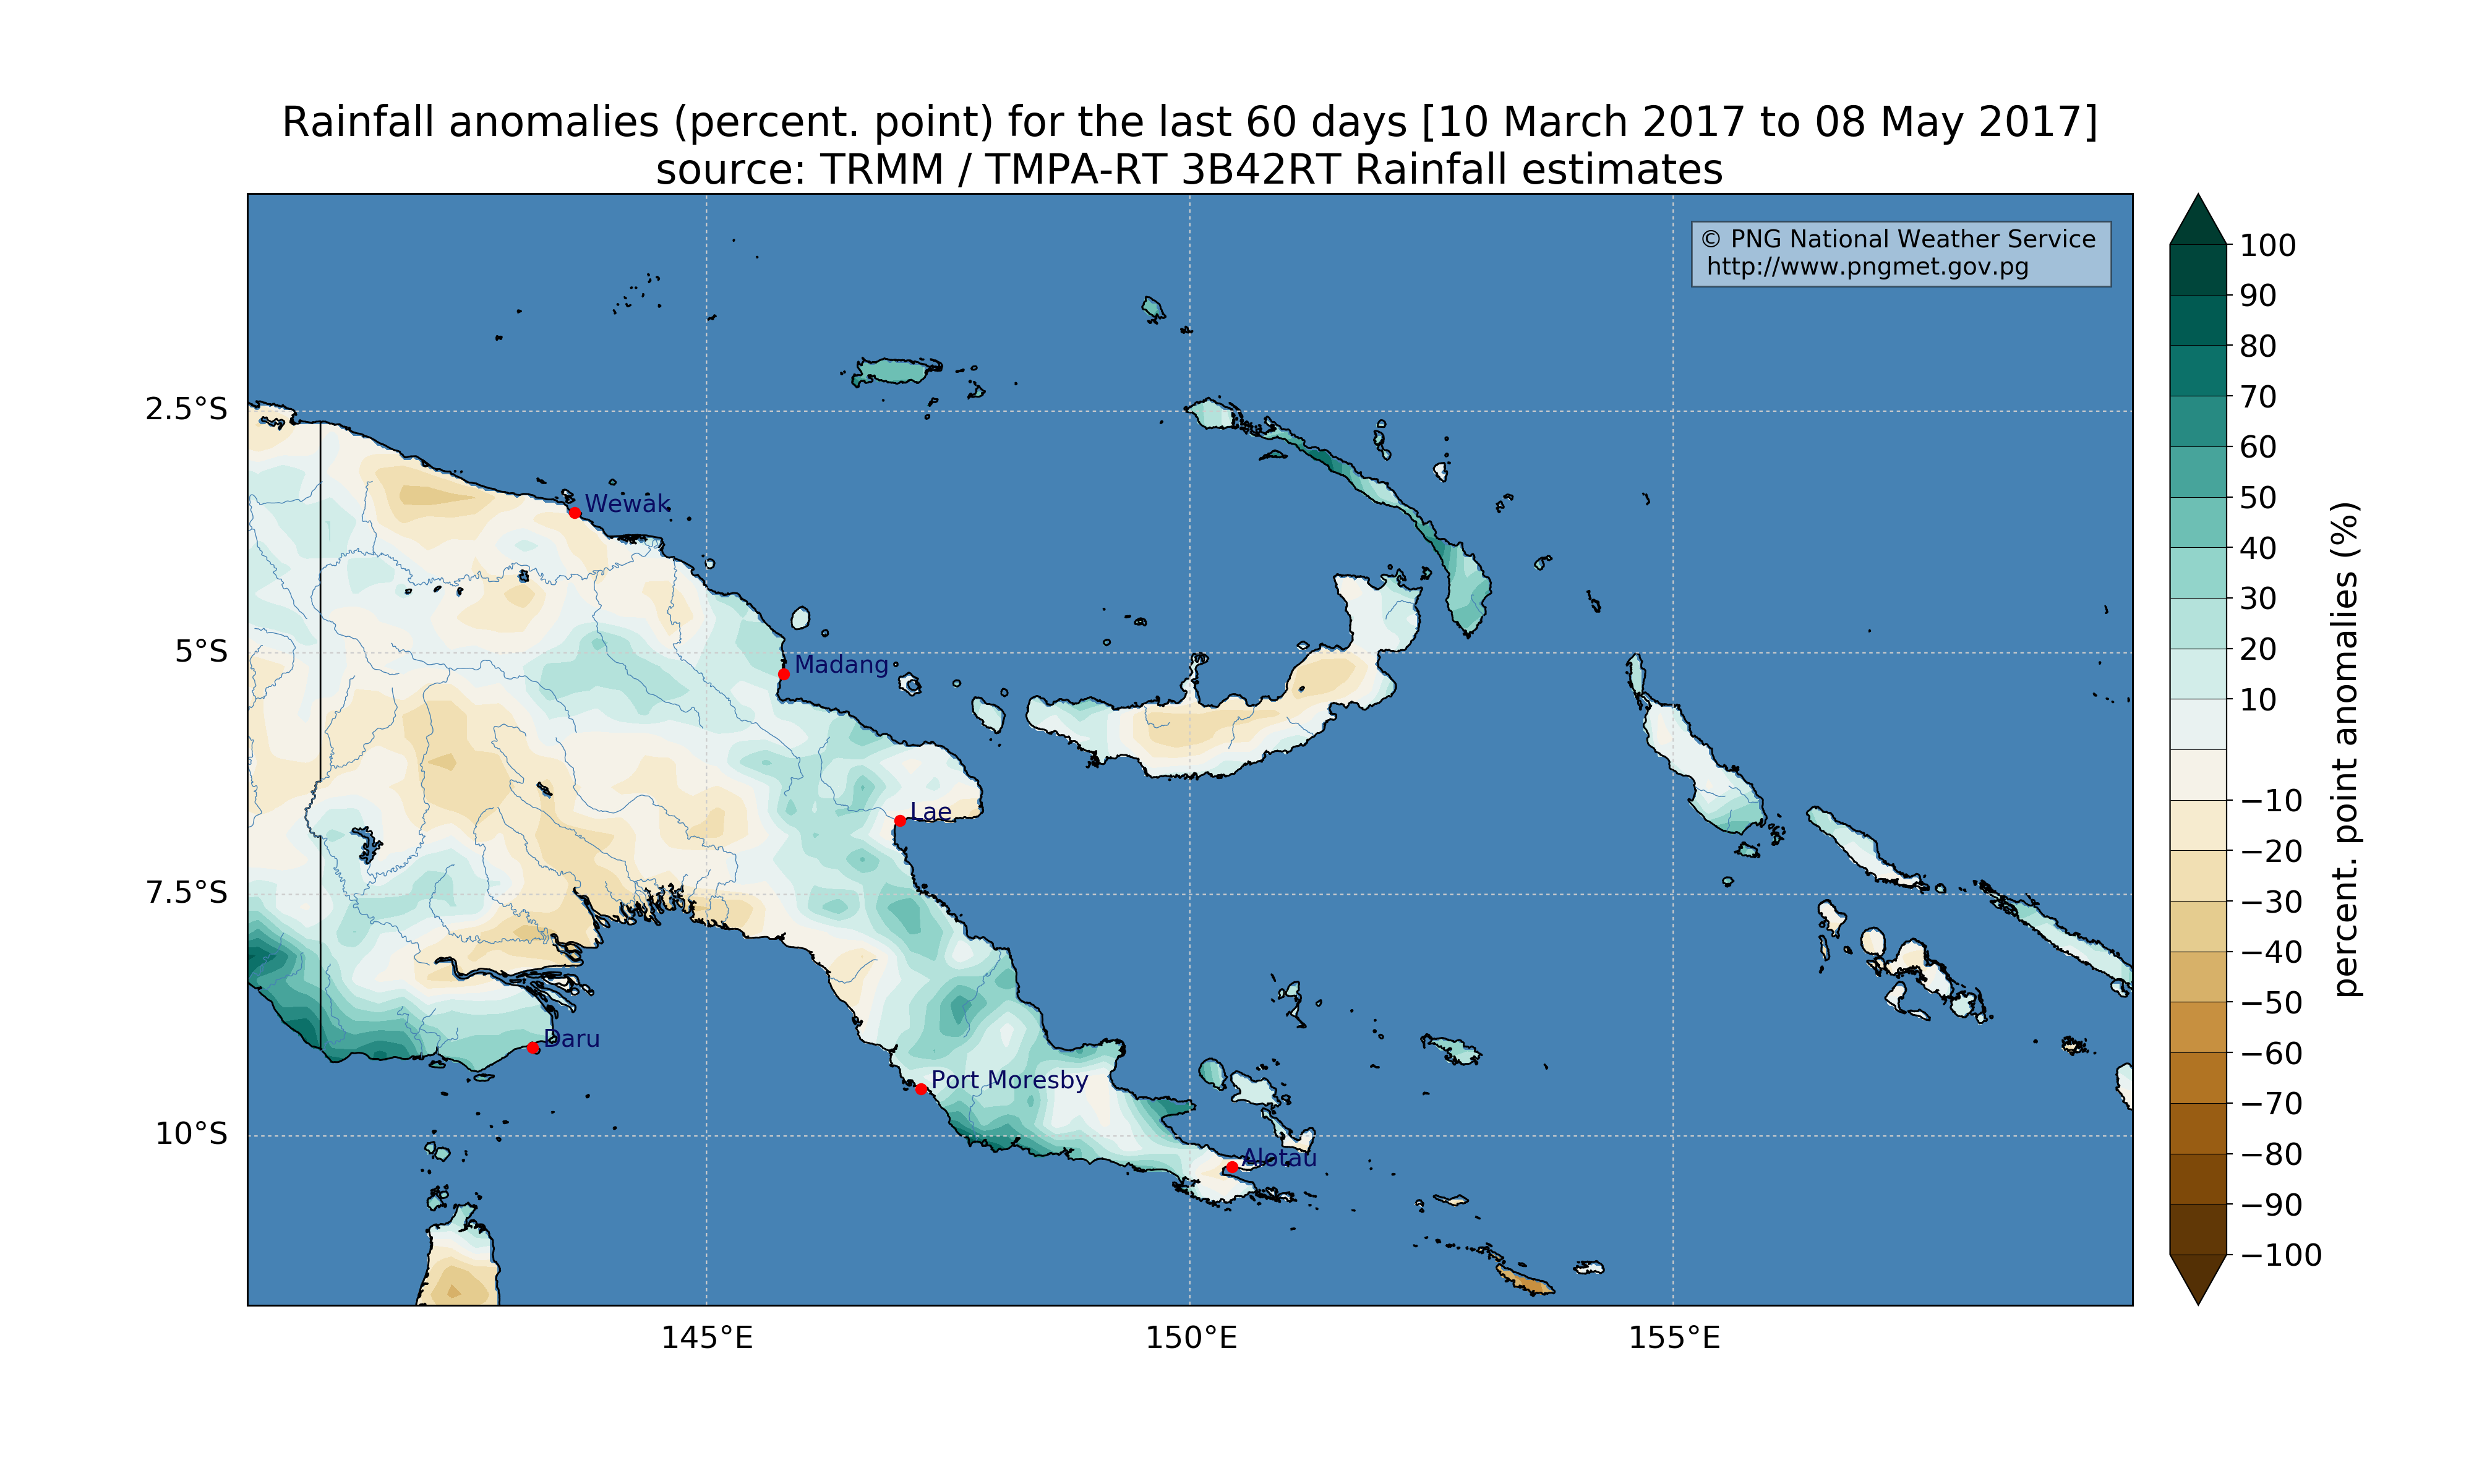 Rainfall anomalies (percent. point) for the last 60 days [10 March 2017 to 08 May 2017]
source: TRMM / TMPA-RT 3B42RT Rainfall estimates
© PNG National Weather Service
http://www.pngmet.gov.pg
2.5°S
5°S
7.5°S
10°S
Wewak
Madang
Lae
Daru
Port Moresby
Alotau
145°E
150°E
155°E
100
90
80
70
60
50
40
30
20
10
−10
−20
−30
−40
−50
−60
−70
−80
−90
−100
percent. point anomalies (%)